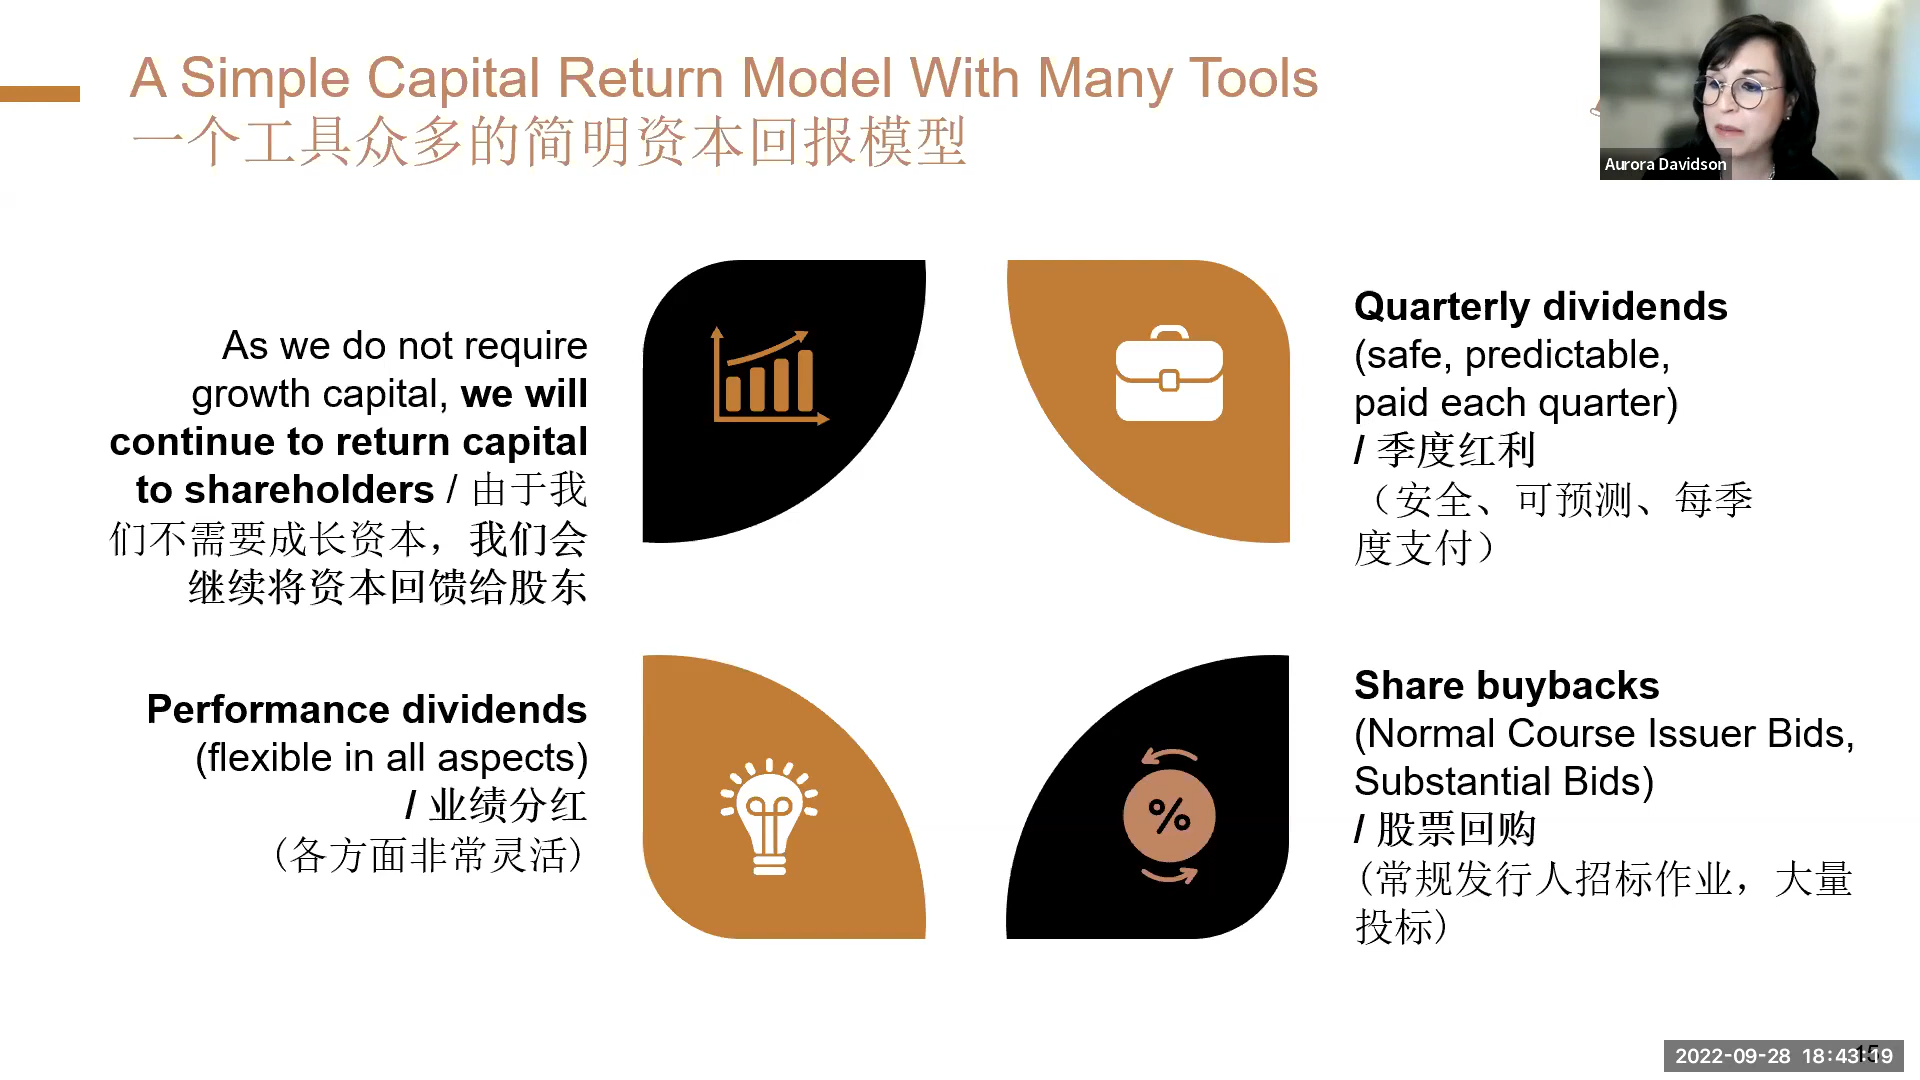 A Simple Capital Return Model With Many Tools
一个工具众多的简明资本回报模型
Aurora Davidson
As we do not require
growth capital, we will
continue to return capital
to shareholders / 由于我
们不需要成长资本，我们会
继续将资本回馈给股东
Quarterly dividends
(safe, predictable,
paid each quarter)
/ 季度红利
（安全、可预测、每季
度支付）
Performance dividends
(flexible in all aspects)
/ 业绩分红
(各方面非常灵活)
%
Share buybacks
(Normal Course Issuer Bids,
Substantial Bids)
/ 股票回购
(常规发行人招标作业，大量
投标)
2022-09-28 18:43:19
15